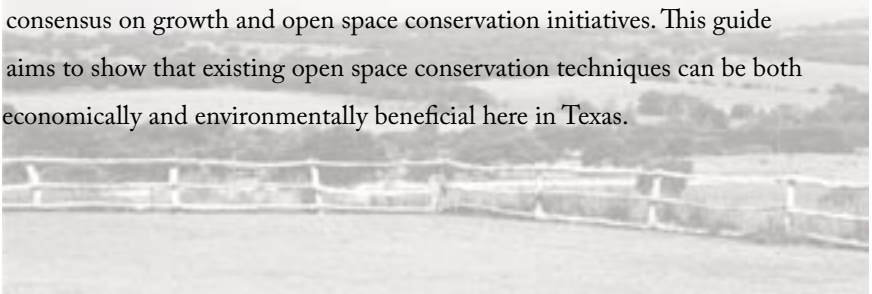 consensus on growth and open space conservation initiatives. This guide
aims to show that existing open space conservation techniques can be both
economically and environmentally beneficial here in Texas.